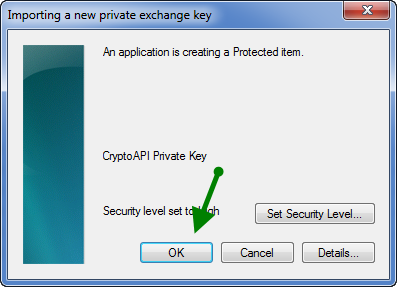 Importing a new private exchange key
An application is creating a Protected item.
CryptoAPI Private Key
Security level set to High
Set Security Level...
OK
Cancel
Details...